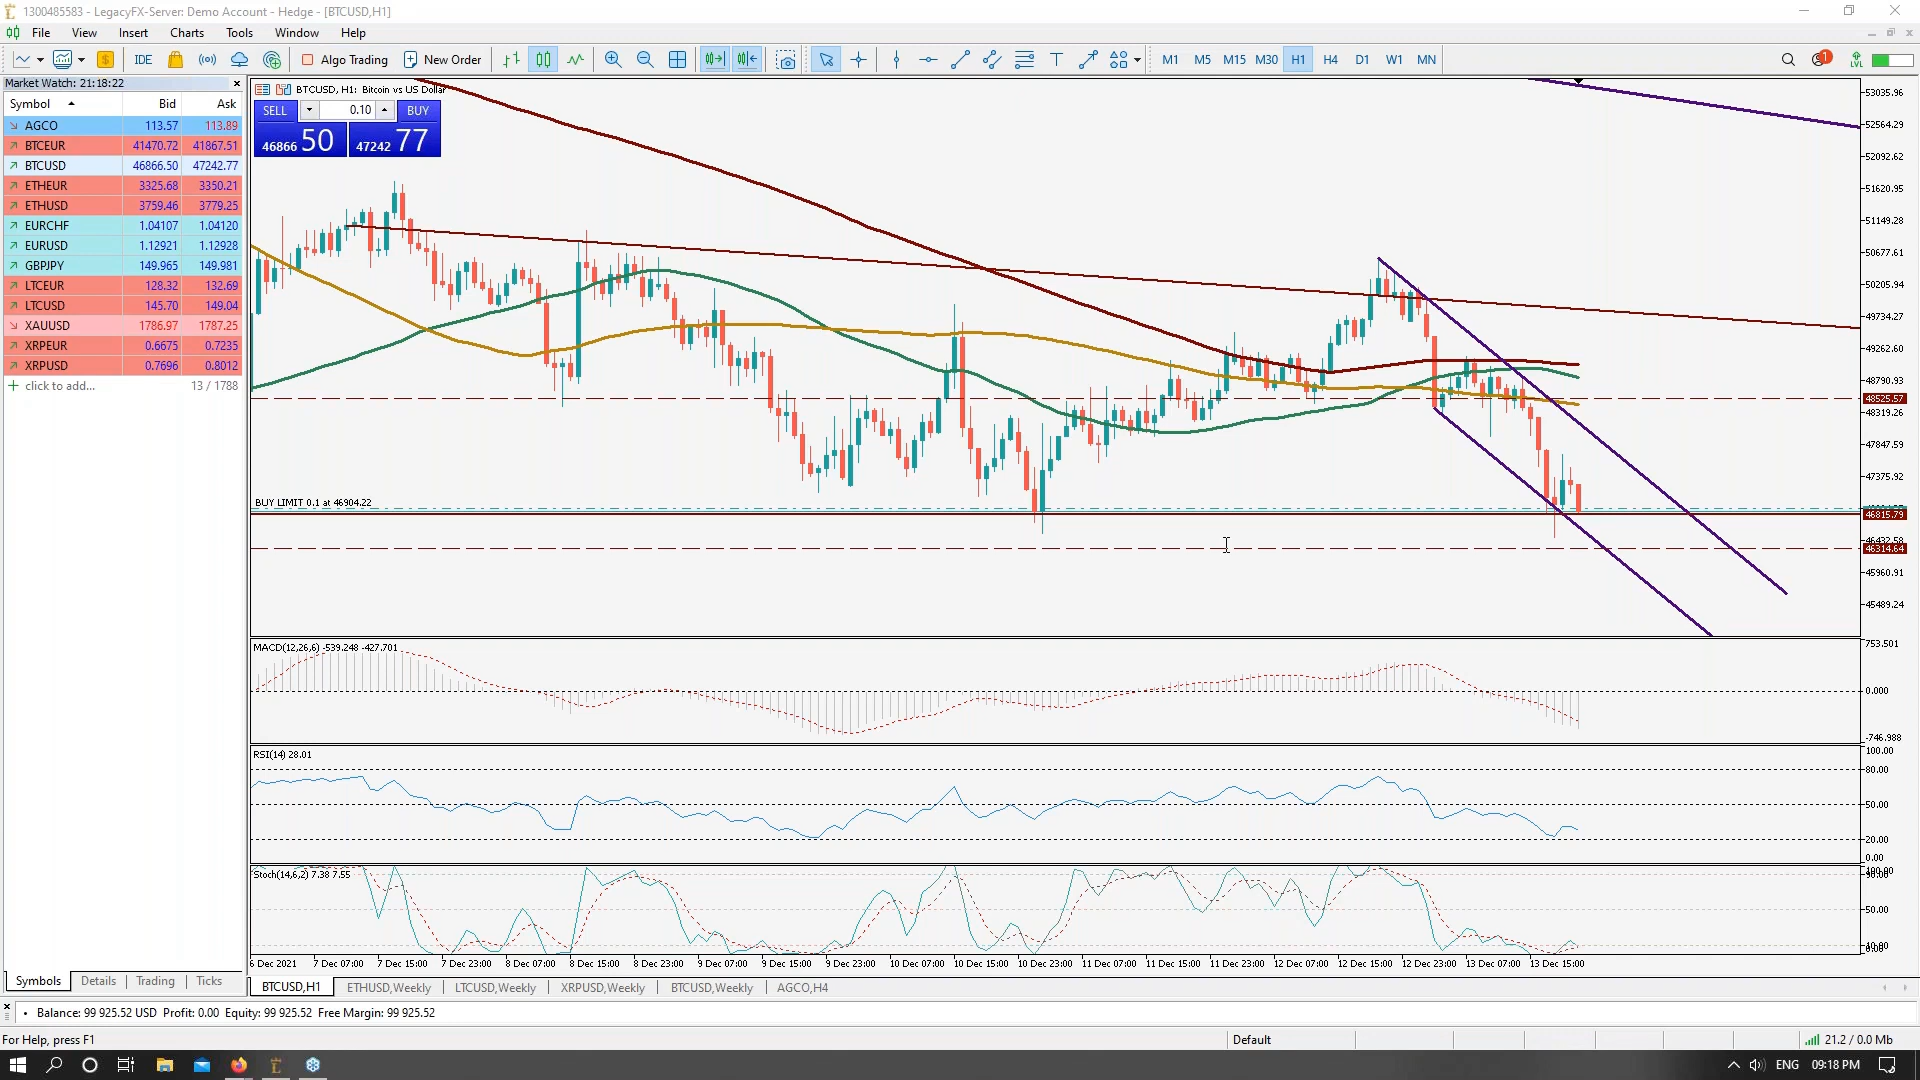 1300485583 - LegacyFX-Server: Demo Account - Hedge - [BTCUSD,H1]
File View Insert Charts Tools Window Help
IDE Algo Trading New Order M1 M5 M15 M30 H1 H4 D1 W1 MN 1 LVL
Market Watch: 21:18:22
Symbol Bid Ask
AGCO 113.57 113.89
BTCEUR 41470.72 41867.51
BTCUSD 46866.50 47242.77
ETHEUR 3325.68 3350.21
ETHUSD 3759.46 3779.25
EURCHF 1.04107 1.04120
EURUSD 1.12921 1.12928
GBPJPY 149.965 149.981
LTCEUR 128.32 132.69
LTCUSD 145.70 149.04
XAUUSD 1786.97 1787.25
XRPEUR 0.6675 0.7235
XRPUSD 0.7696 0.8012
click to add... 13 / 1788
Symbols Details Trading Ticks
BTCUSD, H1: Bitcoin vs US Dollar
SELL 0.10 BUY
46866 50 47242 77
BUY LIMIT 0.1 at 46904.22
53035.96
52564.29
52092.62
51620.95
51149.28
50677.61
50205.94
49734.27
49262.60
48790.93
48525.57
48319.26
47847.59
47375.92
46815.79
46432.58
46314.64
45960.91
45489.24
MACD(12,26,6) -539.248 -427.701
753.501
0.000
-746.988
RSI(14) 28.01
100.00
80.00
50.00
20.00
0.00
Stoch(14,6,2) 7.38 7.55
100.00
50.00
10.00
6 Dec 2021 7 Dec 07:00 7 Dec 15:00 7 Dec 23:00 8 Dec 07:00 8 Dec 15:00 8 Dec 23:00 9 Dec 07:00 9 Dec 15:00 9 Dec 23:00 10 Dec 07:00 10 Dec 15:00 10 Dec 23:00 11 Dec 07:00 11 Dec 15:00 11 Dec 23:00 12 Dec 07:00 12 Dec 15:00 12 Dec 23:00 13 Dec 07:00 13 Dec 15:00
BTCUSD,H1 ETHUSD,Weekly LTCUSD,Weekly XRPUSD,Weekly BTCUSD,Weekly AGCO,H4
Balance: 99 925.52 USD Profit: 0.00 Equity: 99 925.52 Free Margin: 99 925.52
For Help, press F1 Default 21.2 / 0.0 Mb
ENG 09:18 PM